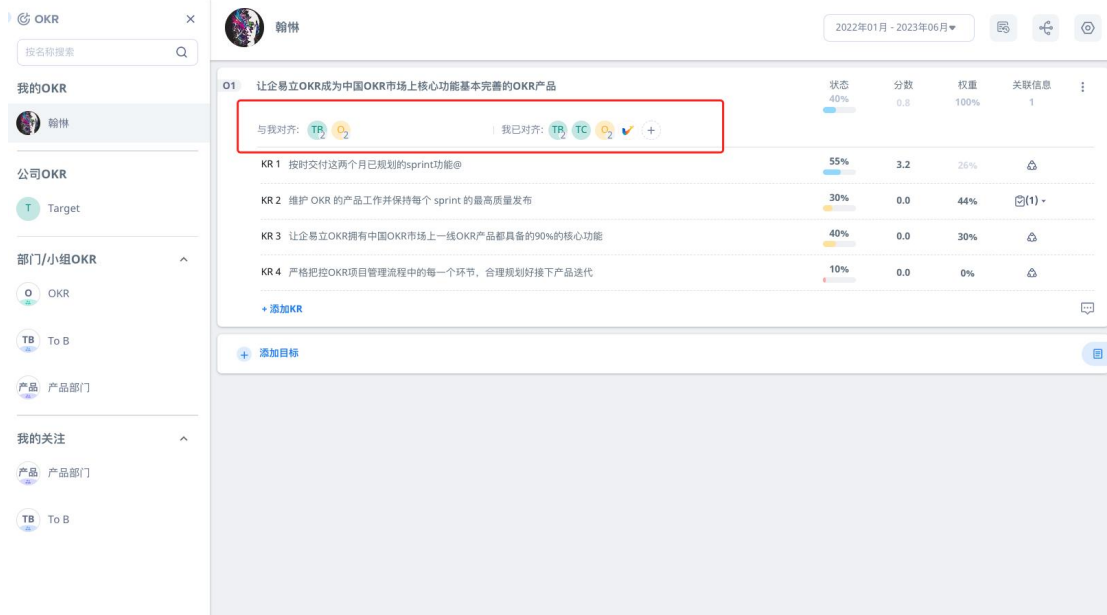 OKR
按名称搜索
我的OKR
翰惏
公司OKR
T Target
部门/小组OKR
O OKR
TB To B
产品 产品部门
我的关注
产品 产品部门
TB To B
翰惏
2022年01月 - 2023年06月
O1 让企易立OKR成为中国OKR市场上核心功能基本完善的OKR产品 状态 分数 权重 关联信息
40% 0.8 100% 1
与我对齐: TR 2 O 2 我已对齐: TR 2 TC O 2 +
KR 1 按时交付这两个月已规划的sprint功能@ 55% 3.2 26%
KR 2 维护 OKR 的产品工作并保持每个 sprint 的最高质量发布 30% 0.0 44% (1)
KR 3 让企易立OKR拥有中国OKR市场上一线OKR产品都具备的90%的核心功能 40% 0.0 30%
KR 4 严格把控OKR项目管理流程中的每一个环节，合理规划好接下产品迭代 10% 0.0 0%
+ 添加KR
+ 添加目标